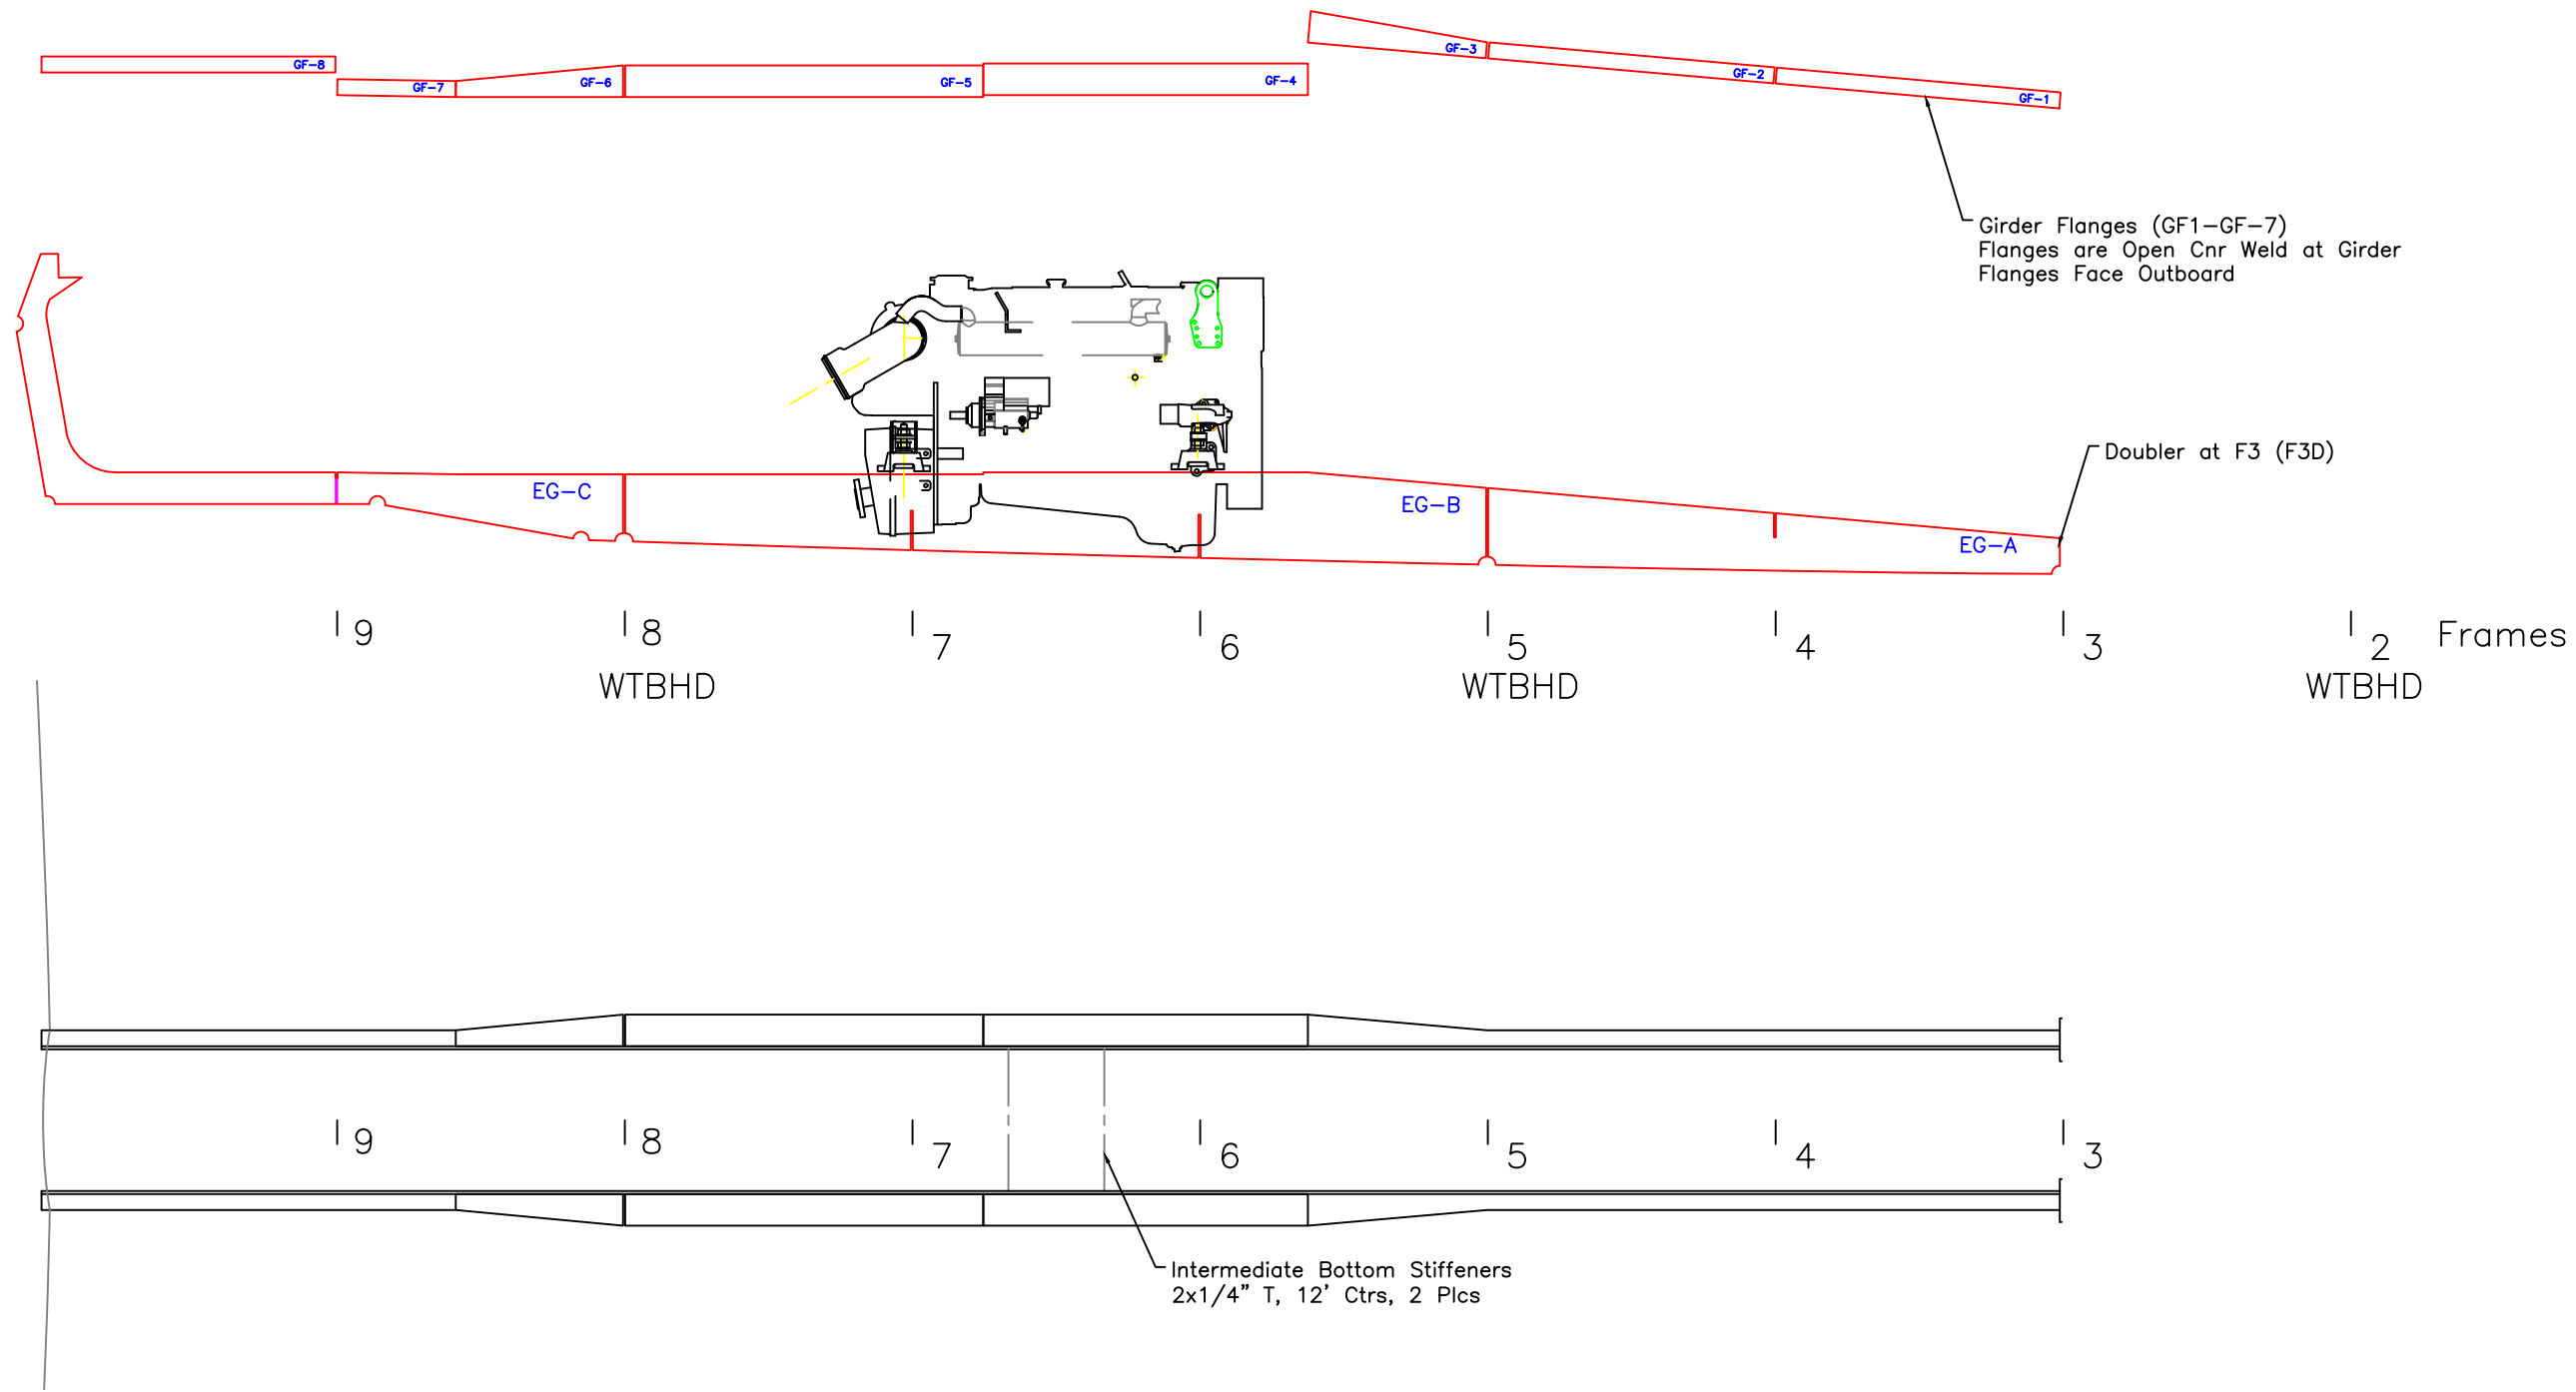 GF-8
GF-7
GF-6
GF-5
GF-4
GF-3
GF-2
GF-1
Girder Flanges (GF1-GF-7)
Flanges are Open Cnr Weld at Girder
Flanges Face Outboard
Doubler at F3 (F3D)
EG-C
EG-B
EG-A
9 8 7 6 5 4 3 2 Frames
WTBHD WTBHD WTBHD
9 8 7 6 5 4 3
Intermediate Bottom Stiffeners
2x1/4" T, 12' Ctrs, 2 Plcs